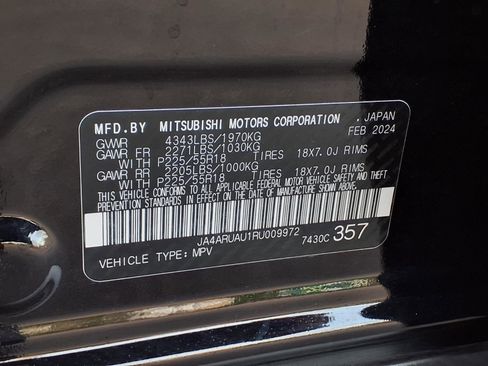 MFD.BY MITSUBISHI MOTORS CORPORATION . JAPAN
GVWR 4343LBS/1970KG FEB 2024
GAWR FR 2271LBS/1030KG
WITH P225/55R18 TIRES 18X7.0J RIMS
GAWR RR 2205LBS/1000KG
WITH P225/55R18 TIRES 18X7.0J RIMS
THIS VEHICLE CONFORMS TO ALL APPLICABLE FEDERAL MOTOR VEHICLE SAFETY AND THEFT
PREVENTION STANDARDS IN EFFECT ON THE DATE OF MANUFACTURE SHOWN ABOVE.
JA4ARUAU1RU009972 7430C 357
VEHICLE TYPE: MPV